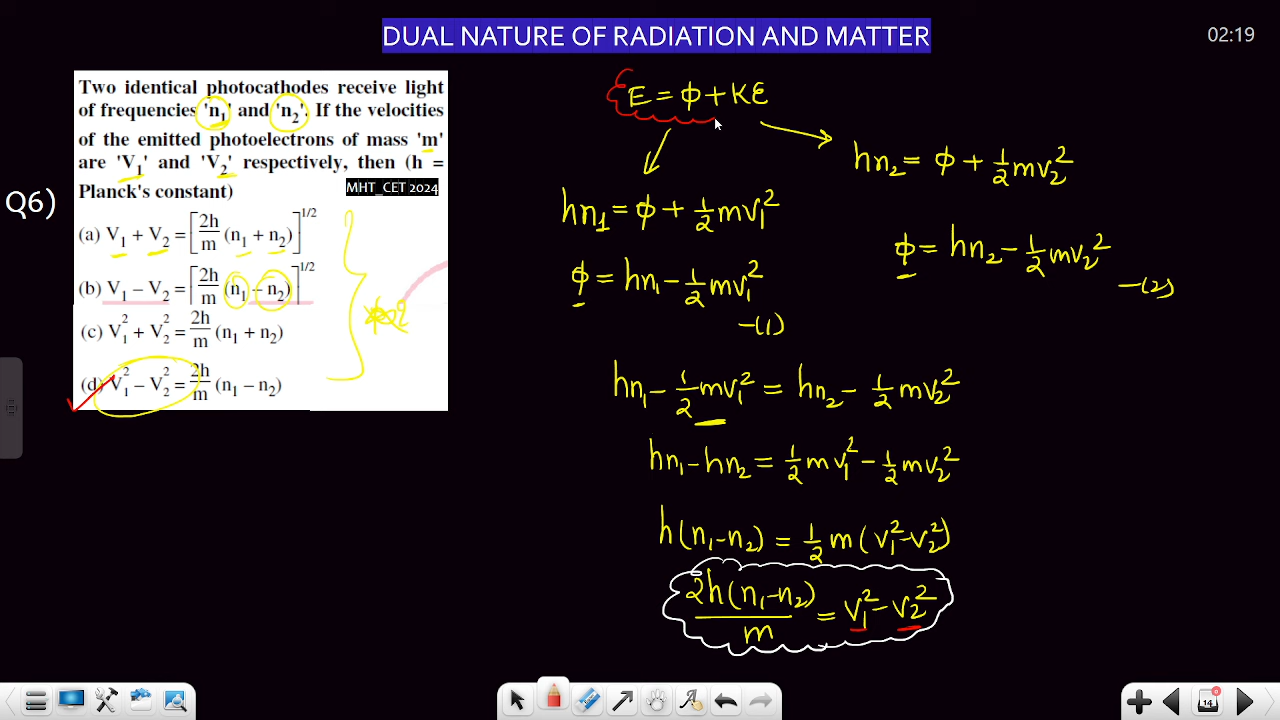 DUAL NATURE OF RADIATION AND MATTER
02:19
Q6)
Two identical photocathodes receive light
of frequencies 'n₁' and 'n₂'. If the velocities
of the emitted photoelectrons of mass 'm'
are 'V₁' and 'V₂' respectively, then (h =
Planck's constant)
MHT_CET 2024
(a) V₁ + V₂ = [2h/m (n₁ + n₂)]^1/2
(b) V₁ − V₂ = [2h/m (n₁ − n₂)]^1/2
(c) V₁² + V₂² = 2h/m (n₁ + n₂)
(d) V₁² − V₂² = 2h/m (n₁ − n₂)
E = ϕ + KE
hn₁ = ϕ + 1/2 mv₁²
ϕ = hn₁ − 1/2 mv₁²
—(1)
hn₂ = ϕ + 1/2 mv₂²
ϕ = hn₂ − 1/2 mv₂²
—(2)
hn₁ − 1/2 mv₁² = hn₂ − 1/2 mv₂²
hn₁ − hn₂ = 1/2 mv₁² − 1/2 mv₂²
h(n₁−n₂) = 1/2 m(v₁²−v₂²)
2h(n₁−n₂)/m = v₁² − v₂²
14